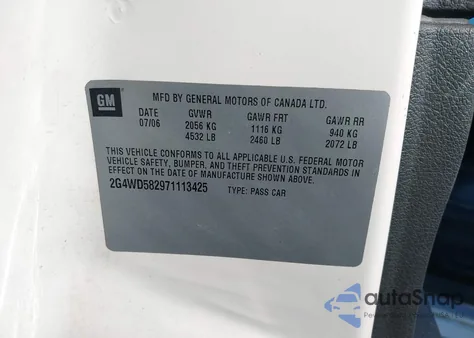 GM
MFD BY GENERAL MOTORS OF CANADA LTD.
DATE GVWR GAWR FRT GAWR RR
07/06 2056 KG 1116 KG 940 KG
4532 LB 2460 LB 2072 LB
THIS VEHICLE CONFORMS TO ALL APPLICABLE U.S. FEDERAL MOTOR
VEHICLE SAFETY, BUMPER, AND THEFT PREVENTION STANDARDS IN
EFFECT ON THE DATE OF MANUFACTURE SHOWN ABOVE.
2G4WD582971113425 TYPE: PASS CAR
autoSnap